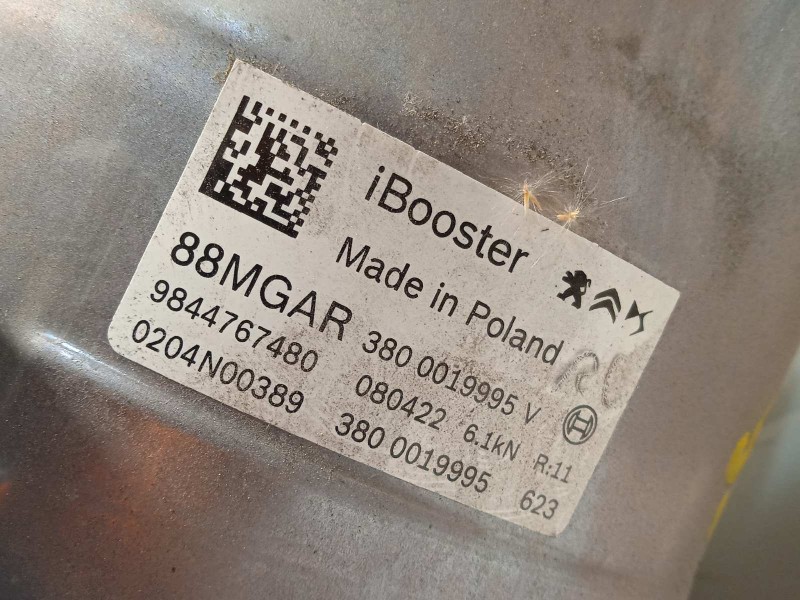 iBooster
Made in Poland
88MGAR 380 0019995 V
9844767480 080422 6.1kN R:11
0204N00389 380 0019995 623